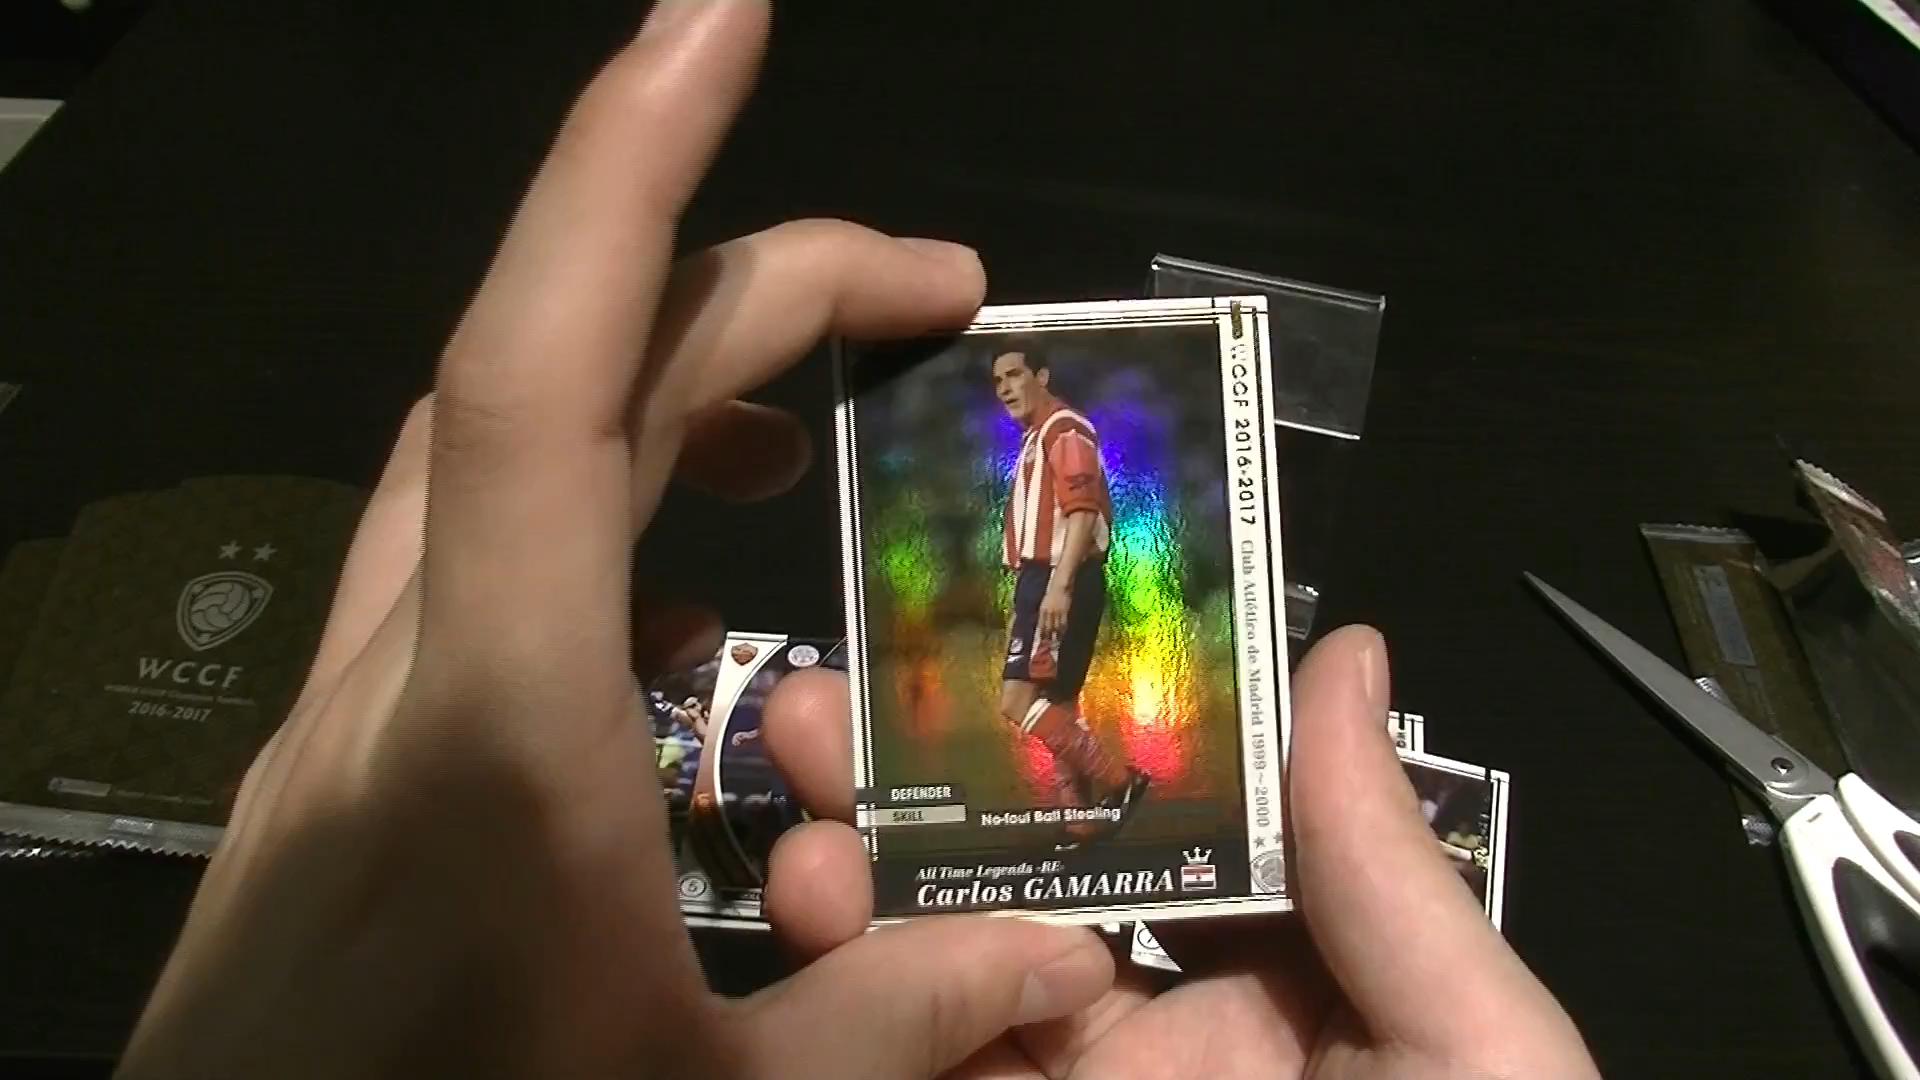 WCCF 2016-2017 Club Atlético de Madrid 1999~2000
DEFENDER
SKILL No-foul Ball Stealing
All Time Legends -RE-
Carlos GAMARRA
WCCF
2016-2017
5